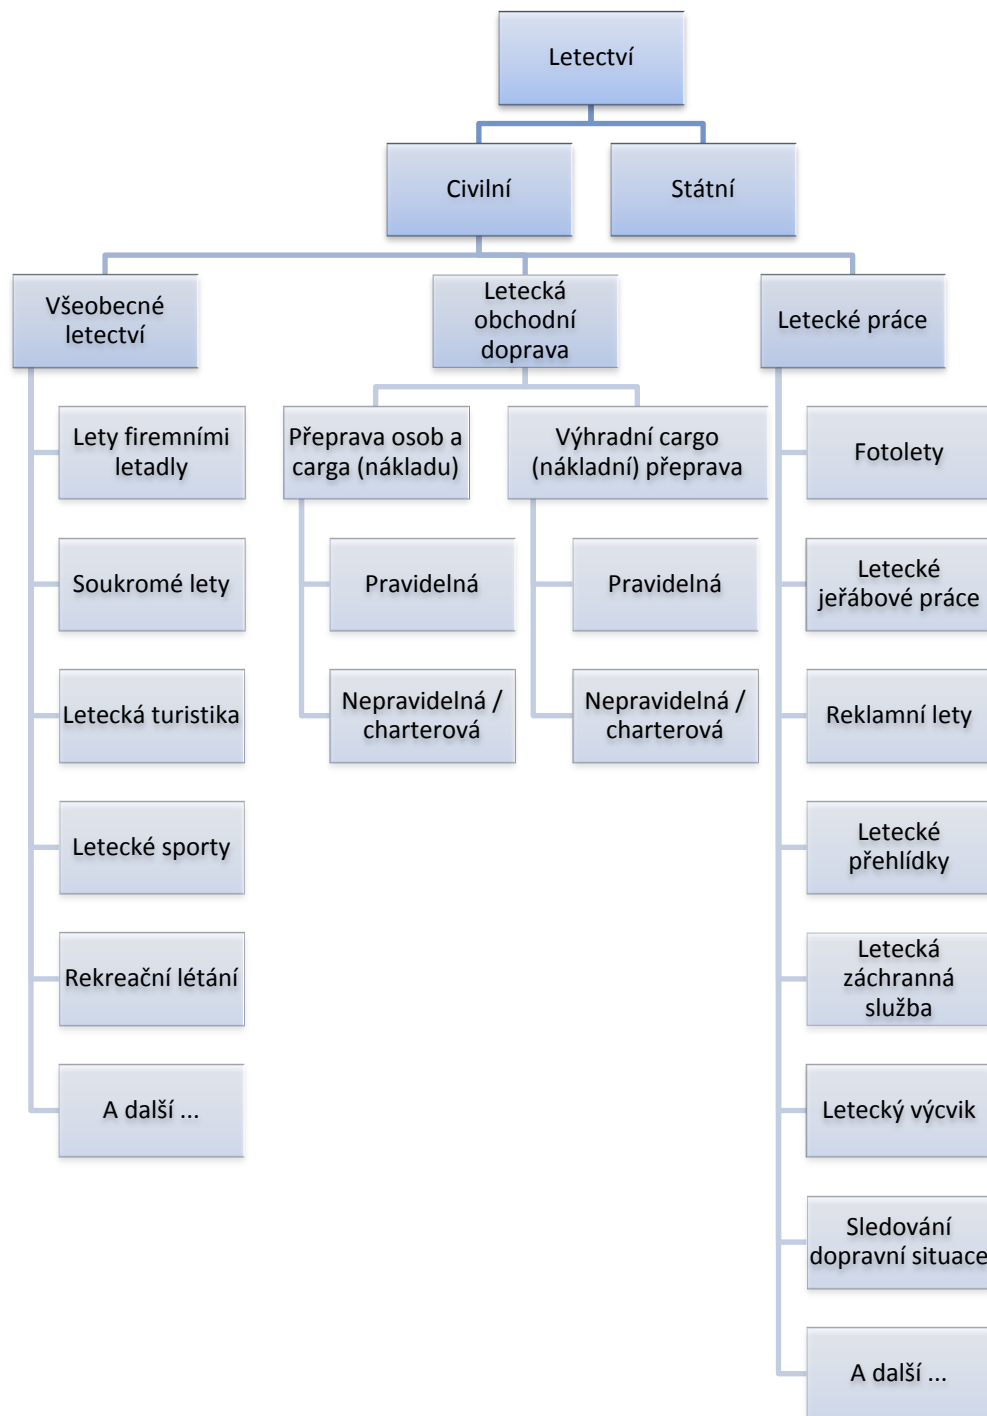 Letectví
Civilní
Státní
Všeobecné
letectví
Letecká
obchodní
doprava
Letecké práce
Lety firemními
letadly
Přeprava osob a
carga (nákladu)
Výhradní cargo
(nákladní) přeprava
Fotolety
Soukromé lety
Pravidelná
Pravidelná
Letecké
jeřábové práce
Letecká turistika
Nepravidelná /
charterová
Nepravidelná /
charterová
Reklamní lety
Letecké sporty
Letecké
přehlídky
Rekreační létání
Letecká
záchranná
služba
A další ...
Letecký výcvik
Sledování
dopravní situace
A další ...